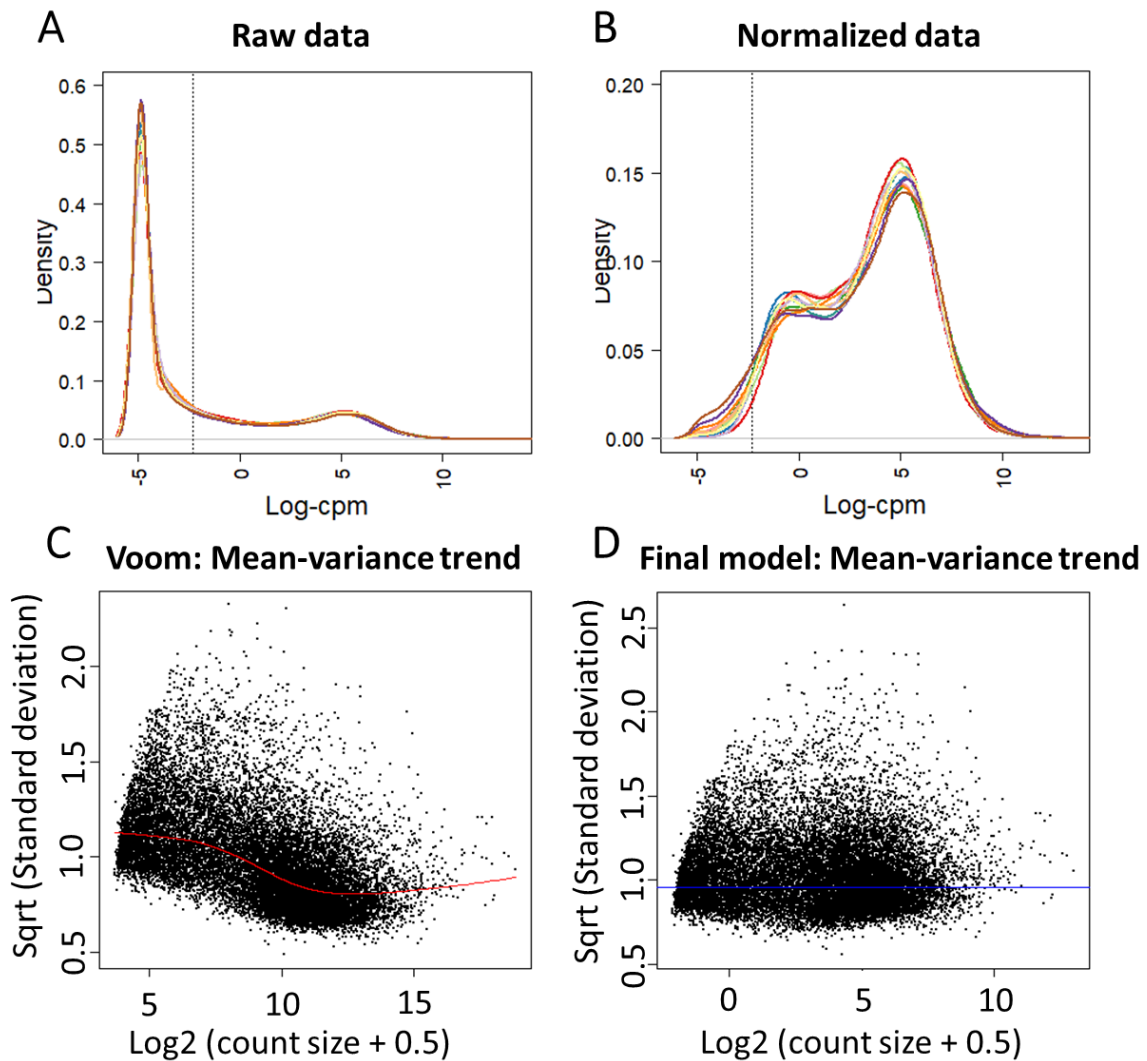 A
Raw data
B
Normalized data
0.6
0.5
0.4
0.3
0.2
0.1
0.0
Density
-5
0
5
10
Log-cpm
0.20
0.15
0.10
0.05
0.00
Density
-5
0
5
10
Log-cpm
C
Voom: Mean-variance trend
D
Final model: Mean-variance trend
Sqrt (Standard deviation)
2.0
1.5
1.0
0.5
5
10
15
Log2 (count size + 0.5)
Sqrt (Standard deviation)
2.5
2.0
1.5
1.0
0.5
0
5
10
Log2 (count size + 0.5)